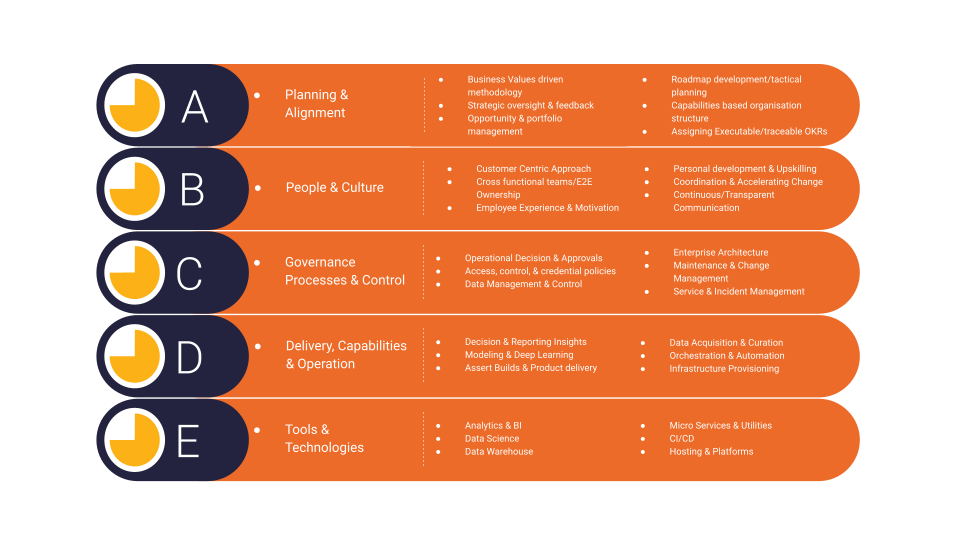 A
• Planning &
Alignment
• Business Values driven
methodology
• Strategic oversight & feedback
• Opportunity & portfolio
management
• Roadmap development/tactical
planning
• Capabilities based organisation
structure
• Assigning Executable/traceable OKRs
B
• People & Culture
• Customer Centric Approach
• Cross functional teams/E2E
Ownership
• Employee Experience & Motivation
• Personal development & Upskilling
• Coordination & Accelerating Change
• Continuous/Transparent
Communication
C
• Governance
Processes & Control
• Operational Decision & Approvals
• Access, control, & credential policies
• Data Management & Control
• Enterprise Architecture
• Maintenance & Change
Management
• Service & Incident Management
D
• Delivery, Capabilities
& Operation
• Decision & Reporting Insights
• Modeling & Deep Learning
• Assert Builds & Product delivery
• Data Acquisition & Curation
• Orchestration & Automation
• Infrastructure Provisioning
E
• Tools &
Technologies
• Analytics & BI
• Data Science
• Data Warehouse
• Micro Services & Utilities
• CI/CD
• Hosting & Platforms